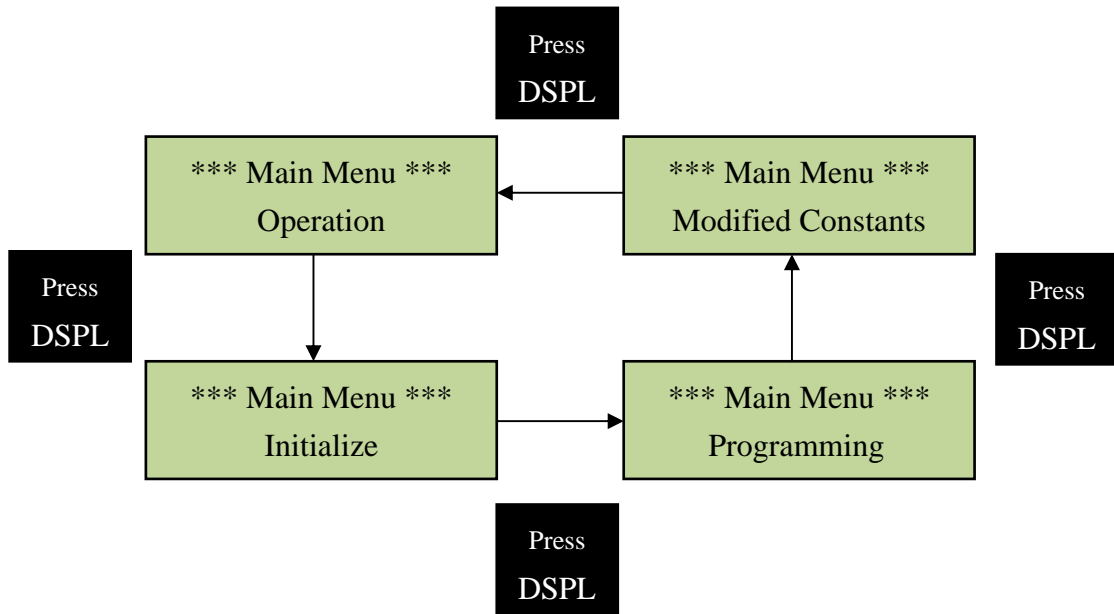 Press
DSPL
*** Main Menu ***
Operation
*** Main Menu ***
Modified Constants
Press
DSPL
Press
DSPL
*** Main Menu ***
Initialize
*** Main Menu ***
Programming
Press
DSPL